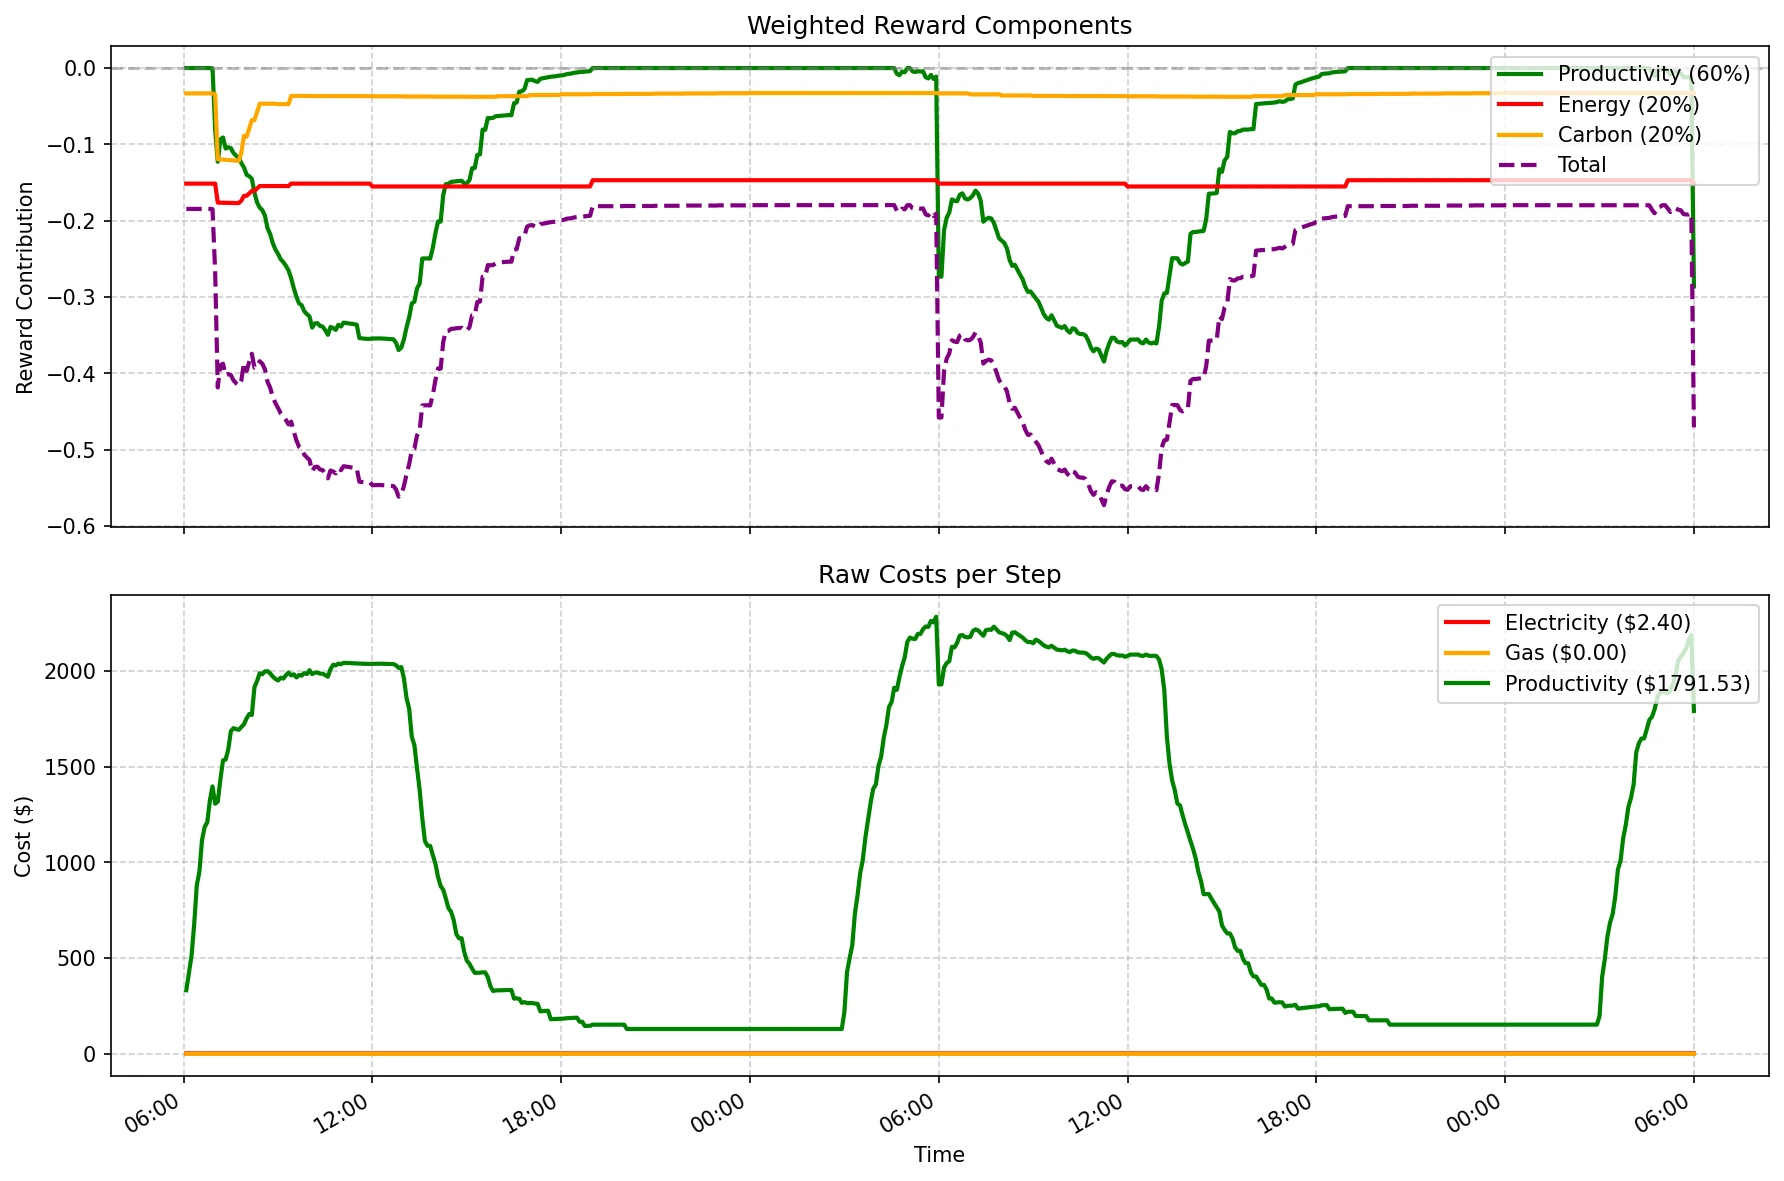 Weighted Reward Components
0.0
−0.1
−0.2
−0.3
−0.4
−0.5
−0.6
Reward Contribution
Productivity (60%)
Energy (20%)
Carbon (20%)
Total
Raw Costs per Step
2000
1500
1000
500
0
Cost ($)
Electricity ($2.40)
Gas ($0.00)
Productivity ($1791.53)
06:00 12:00 18:00 00:00 06:00 12:00 18:00 00:00 06:00
Time